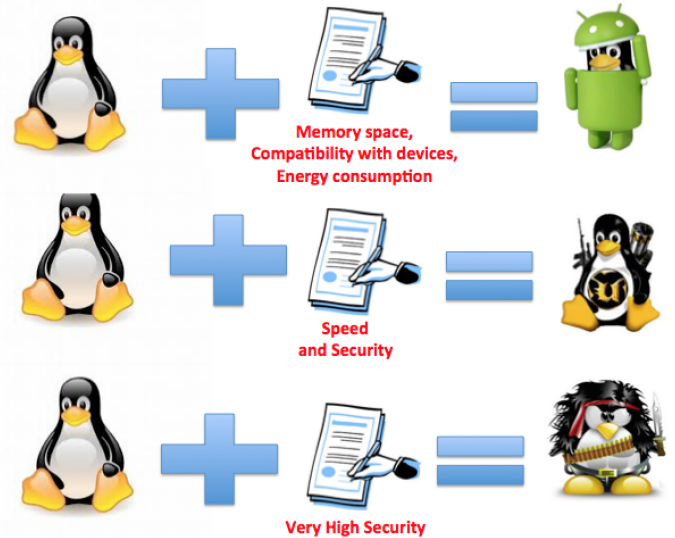 Memory space,
Compatibility with devices,
Energy consumption
Speed
and Security
Very High Security